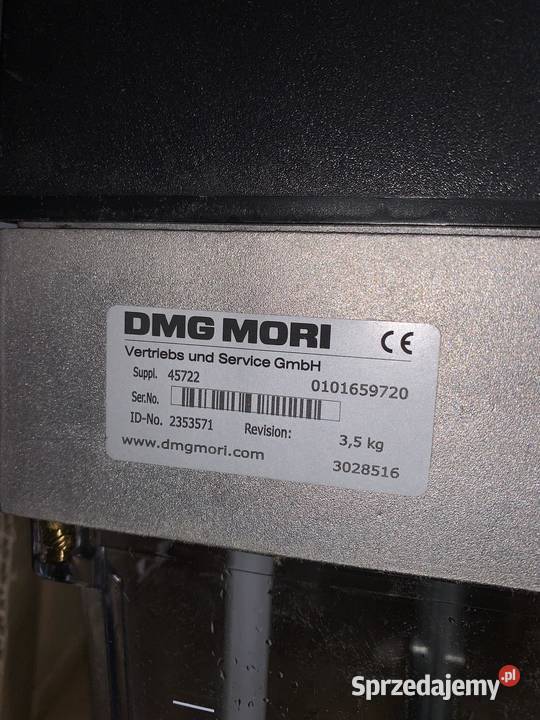 DMG MORI CE
Vertriebs und Service GmbH
Suppl. 45722 0101659720
Ser.No.
ID-No. 2353571 Revision: 3,5 kg
www.dmgmori.com 3028516
Sprzedajemy.pl